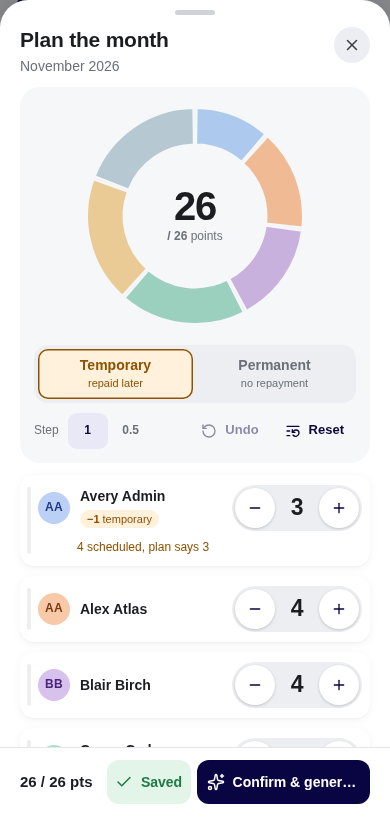 Plan the month
November 2026
26
/ 26 points
Temporary
repaid later
Permanent
no repayment
Step
1
0.5
Undo
Reset
AA
Avery Admin
−1 temporary
− 3 +
4 scheduled, plan says 3
AA
Alex Atlas
− 4 +
BB
Blair Birch
− 4 +
26 / 26 pts
Saved
Confirm & gener…